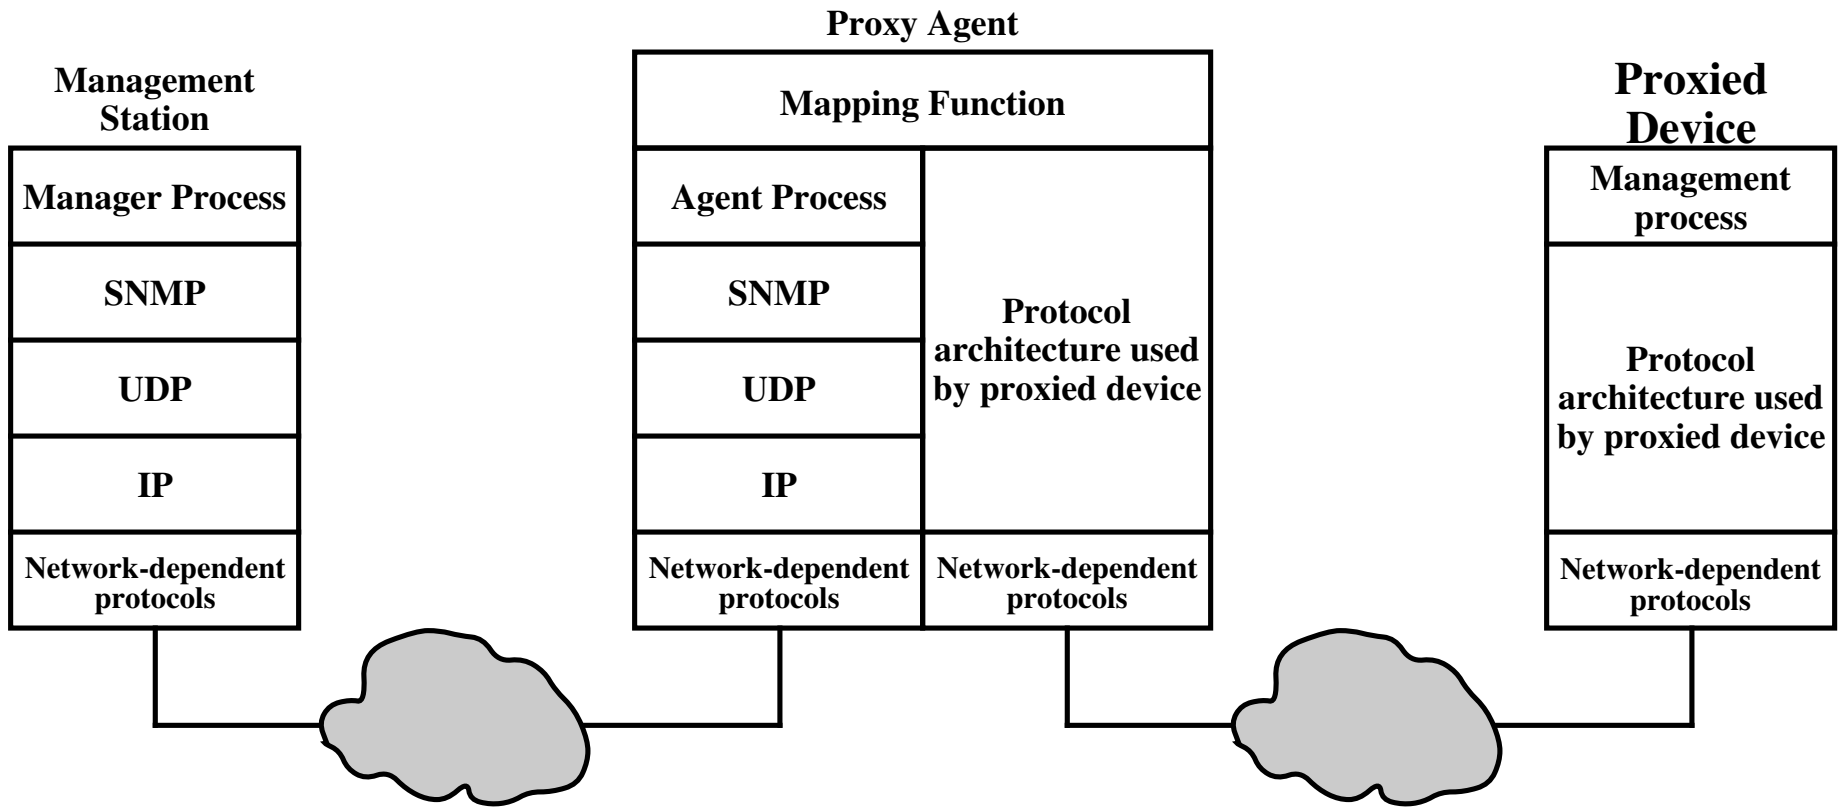 Proxy Agent
Management
Station
Proxied
Device
Mapping Function
Manager Process
SNMP
UDP
IP
Network-dependent
protocols
Agent Process
SNMP
UDP
IP
Network-dependent
protocols
Protocol
architecture used
by proxied device
Network-dependent
protocols
Management
process
Protocol
architecture used
by proxied device
Network-dependent
protocols